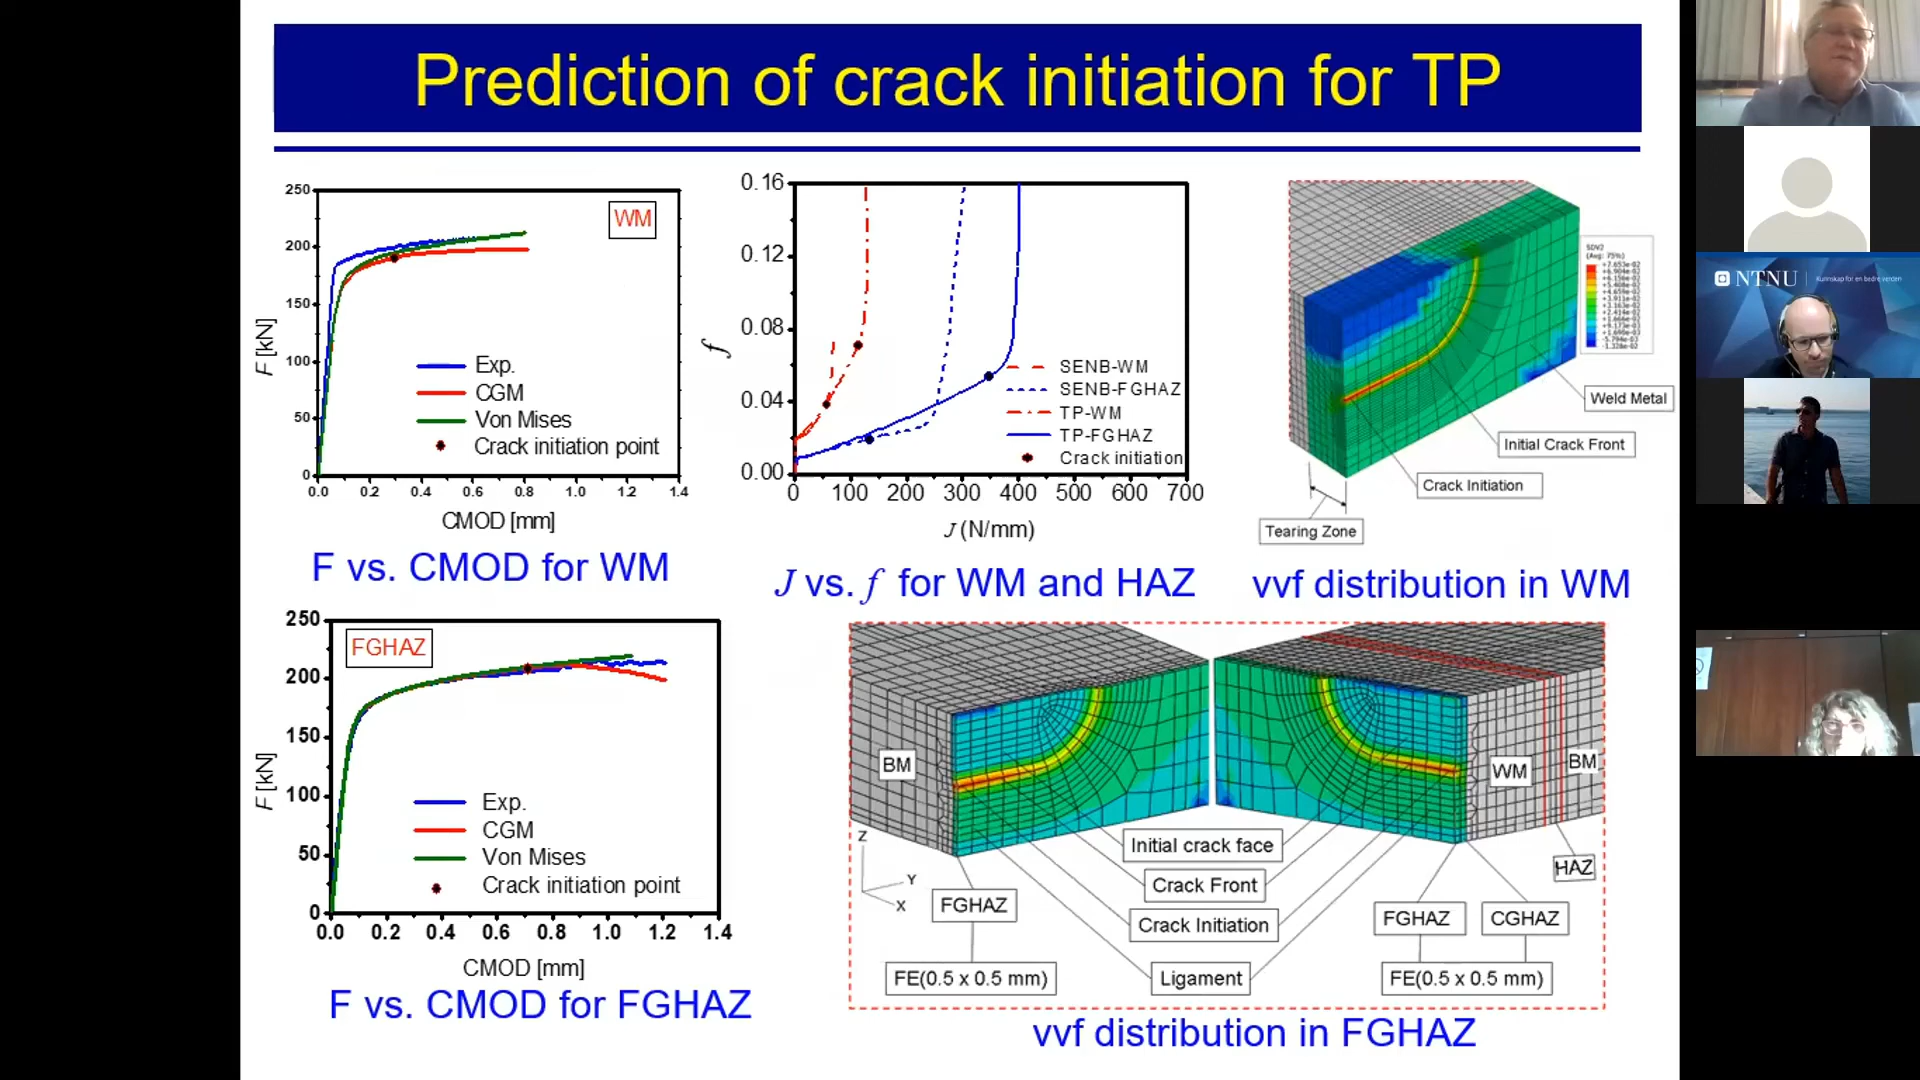 Prediction of crack initiation for TP
250
200
150
100
50
0
F [kN]
WM
Exp.
CGM
Von Mises
Crack initiation point
0.0 0.2 0.4 0.6 0.8 1.0 1.2 1.4
CMOD [mm]
F vs. CMOD for WM
0.16
0.12
0.08
0.04
0.00
f
SENB-WM
SENB-FGHAZ
TP-WM
TP-FGHAZ
Crack initiation
0 100 200 300 400 500 600 700
J (N/mm)
J vs. f for WM and HAZ
SDV2
(Avg: 75%)
Weld Metal
Initial Crack Front
Crack Initiation
Tearing Zone
vvf distribution in WM
250
200
150
100
50
0
F [kN]
FGHAZ
Exp.
CGM
Von Mises
Crack initiation point
0.0 0.2 0.4 0.6 0.8 1.0 1.2 1.4
CMOD [mm]
F vs. CMOD for FGHAZ
BM
WM
BM
HAZ
Z
Y
X
Initial crack face
Crack Front
Crack Initiation
Ligament
FGHAZ
FE(0.5 x 0.5 mm)
FGHAZ
CGHAZ
FE(0.5 x 0.5 mm)
vvf distribution in FGHAZ
NTNU
Kunnskap for en bedre verden